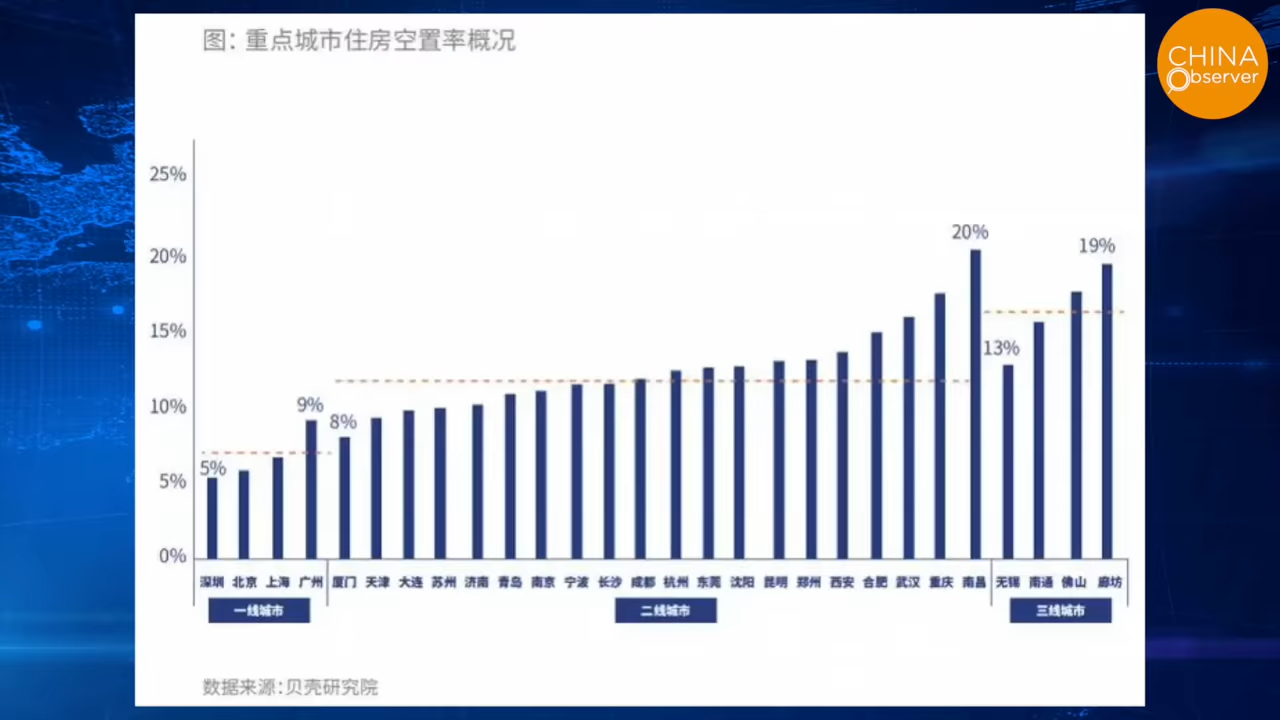 图：重点城市住房空置率概况
CHINA
Observer
25%
20%
15%
10%
5%
0%
5%
9%
8%
20%
13%
19%
深圳 北京 上海 广州 厦门 天津 大连 苏州 济南 青岛 南京 宁波 长沙 成都 杭州 东莞 沈阳 昆明 郑州 西安 合肥 武汉 重庆 南昌 无锡 南通 佛山 廊坊
一线城市 二线城市 三线城市
数据来源：贝壳研究院